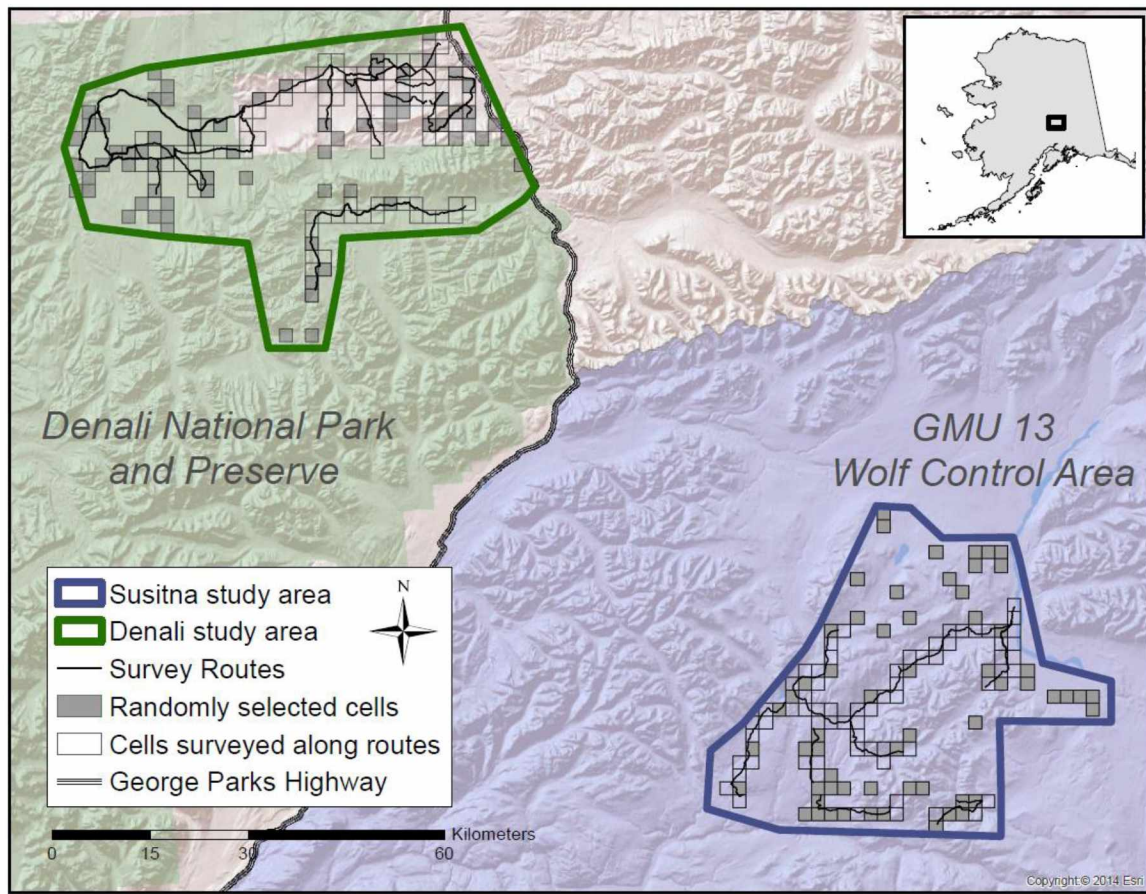 Denali National Park
and Preserve
GMU 13
Wolf Control Area
N
Susitna study area
Denali study area
Survey Routes
Randomly selected cells
Cells surveyed along routes
George Parks Highway
Kilometers
0 15 30 60
Copyright:© 2014 Esri